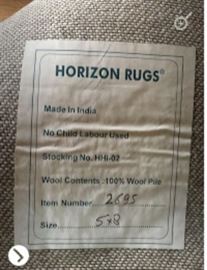 HORIZON RUGS®
Made in India
No Child Labour Used
Stocking No. HHI-02
Wool Contents :100% Wool Pile
Item Number... 2695
Size... 5x8